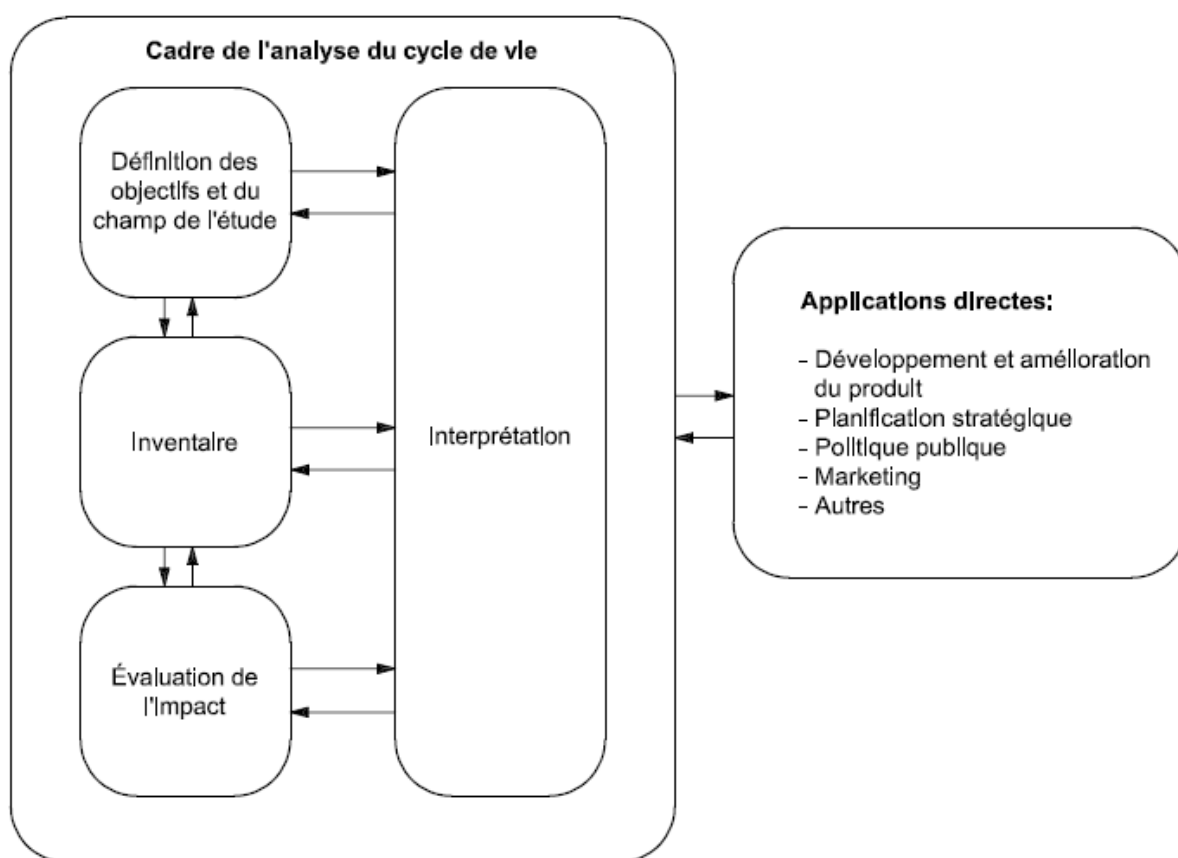 Cadre de l'analyse du cycle de vie
Définition des
objectifs et du
champ de l'étude
Inventaire
Évaluation de
l'impact
Interprétation
Applications directes:
– Développement et amélioration
du produit
– Planification stratégique
– Politique publique
– Marketing
– Autres